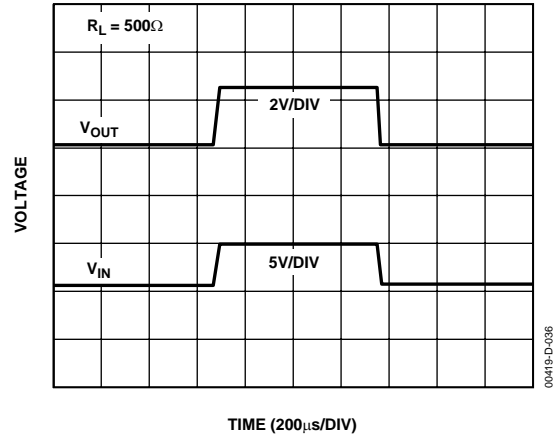 R_L = 500Ω
2V/DIV
V_OUT
VOLTAGE
5V/DIV
V_IN
00419-D-036
TIME (200µs/DIV)